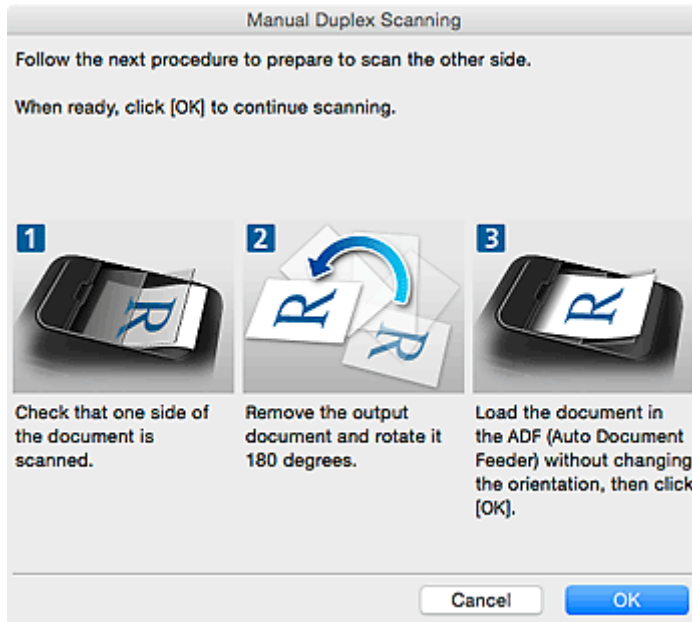 Manual Duplex Scanning
Follow the next procedure to prepare to scan the other side.
When ready, click [OK] to continue scanning.
1
R
Check that one side of
the document is
scanned.
2
R
R
Remove the output
document and rotate it
180 degrees.
3
R
Load the document in
the ADF (Auto Document
Feeder) without changing
the orientation, then click
[OK].
Cancel
OK